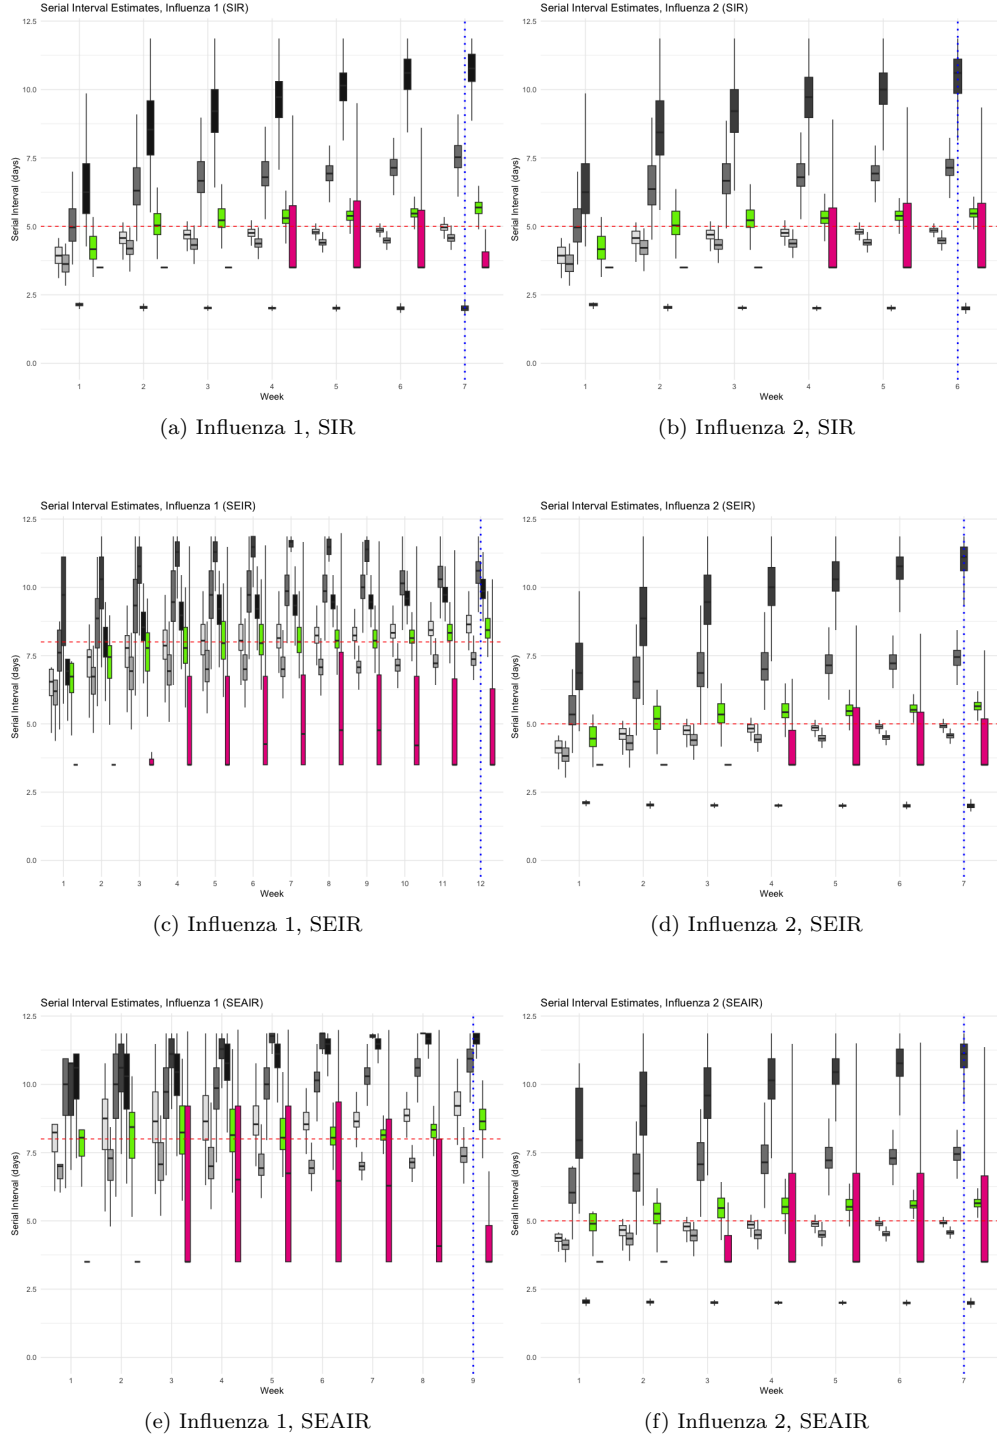 Serial Interval Estimates, Influenza 1 (SIR)
Serial Interval (days)
12.5
10.0
7.5
5.0
2.5
0.0
1 2 3 4 5 6 7
Week
(a) Influenza 1, SIR
Serial Interval Estimates, Influenza 2 (SIR)
Serial Interval (days)
12.5
10.0
7.5
5.0
2.5
0.0
1 2 3 4 5 6
Week
(b) Influenza 2, SIR
Serial Interval Estimates, Influenza 1 (SEIR)
Serial Interval (days)
12.5
10.0
7.5
5.0
2.5
0.0
1 2 3 4 5 6 7 8 9 10 11 12
Week
(c) Influenza 1, SEIR
Serial Interval Estimates, Influenza 2 (SEIR)
Serial Interval (days)
12.5
10.0
7.5
5.0
2.5
0.0
1 2 3 4 5 6 7
Week
(d) Influenza 2, SEIR
Serial Interval Estimates, Influenza 1 (SEAIR)
Serial Interval (days)
12.5
10.0
7.5
5.0
2.5
0.0
1 2 3 4 5 6 7 8 9
Week
(e) Influenza 1, SEAIR
Serial Interval Estimates, Influenza 2 (SEAIR)
Serial Interval (days)
12.5
10.0
7.5
5.0
2.5
0.0
1 2 3 4 5 6 7
Week
(f) Influenza 2, SEAIR